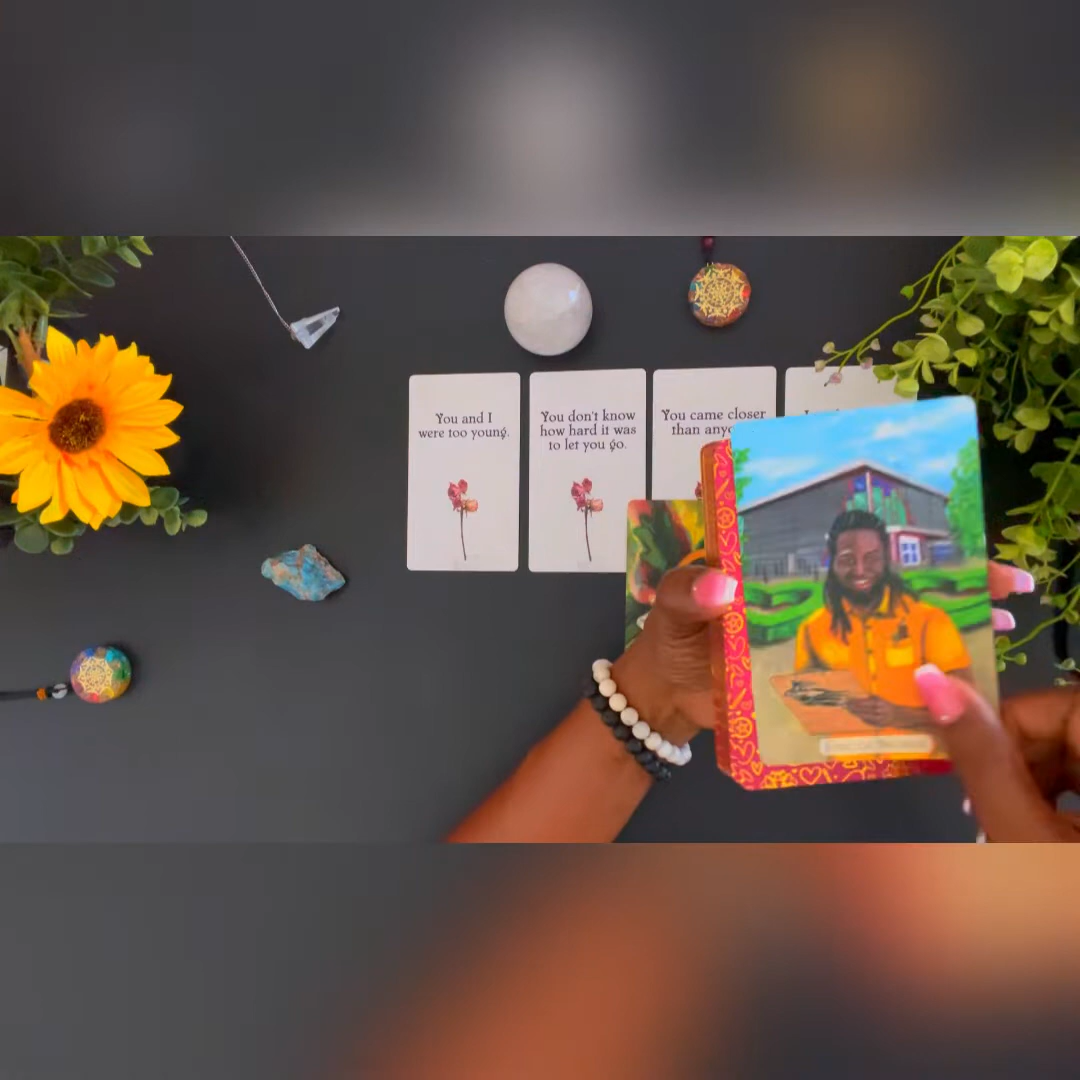 You and I
were too young.
You don't know
how hard it was
to let you go.
You came closer
than